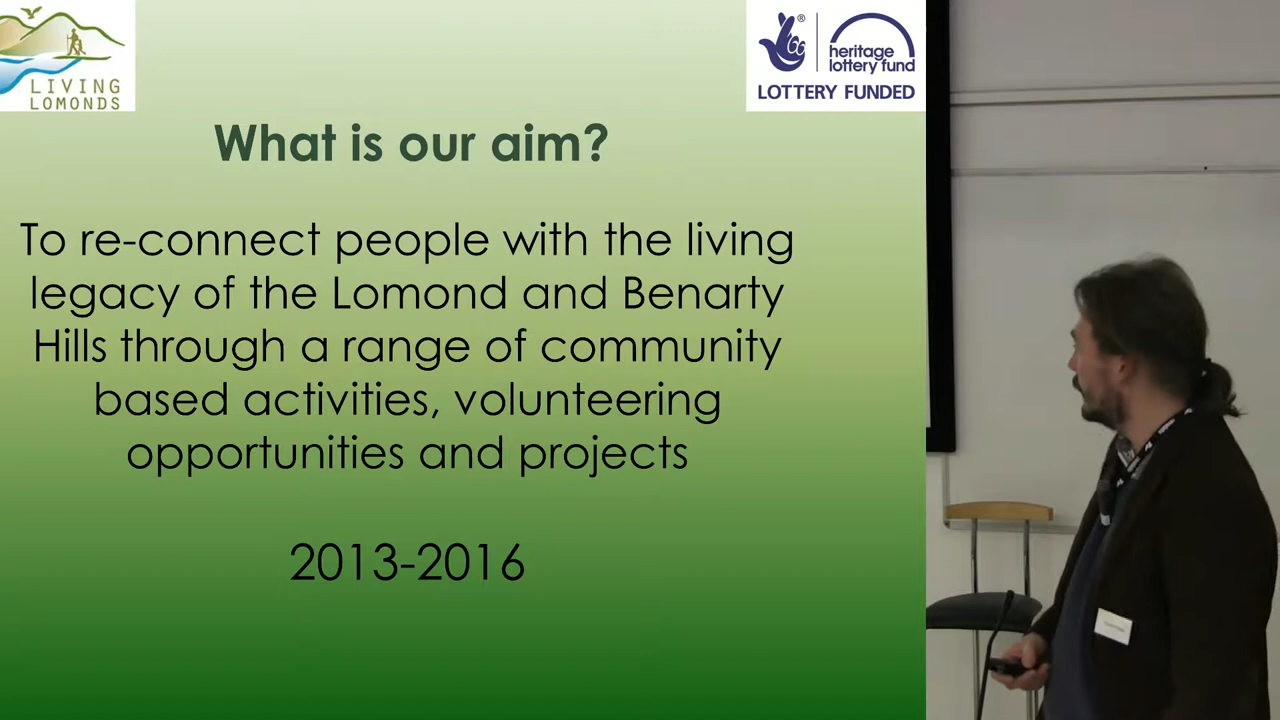 LIVING
LOMONDS
®
heritage
lottery fund
LOTTERY FUNDED
What is our aim?
To re-connect people with the living
legacy of the Lomond and Benarty
Hills through a range of community
based activities, volunteering
opportunities and projects
2013-2016